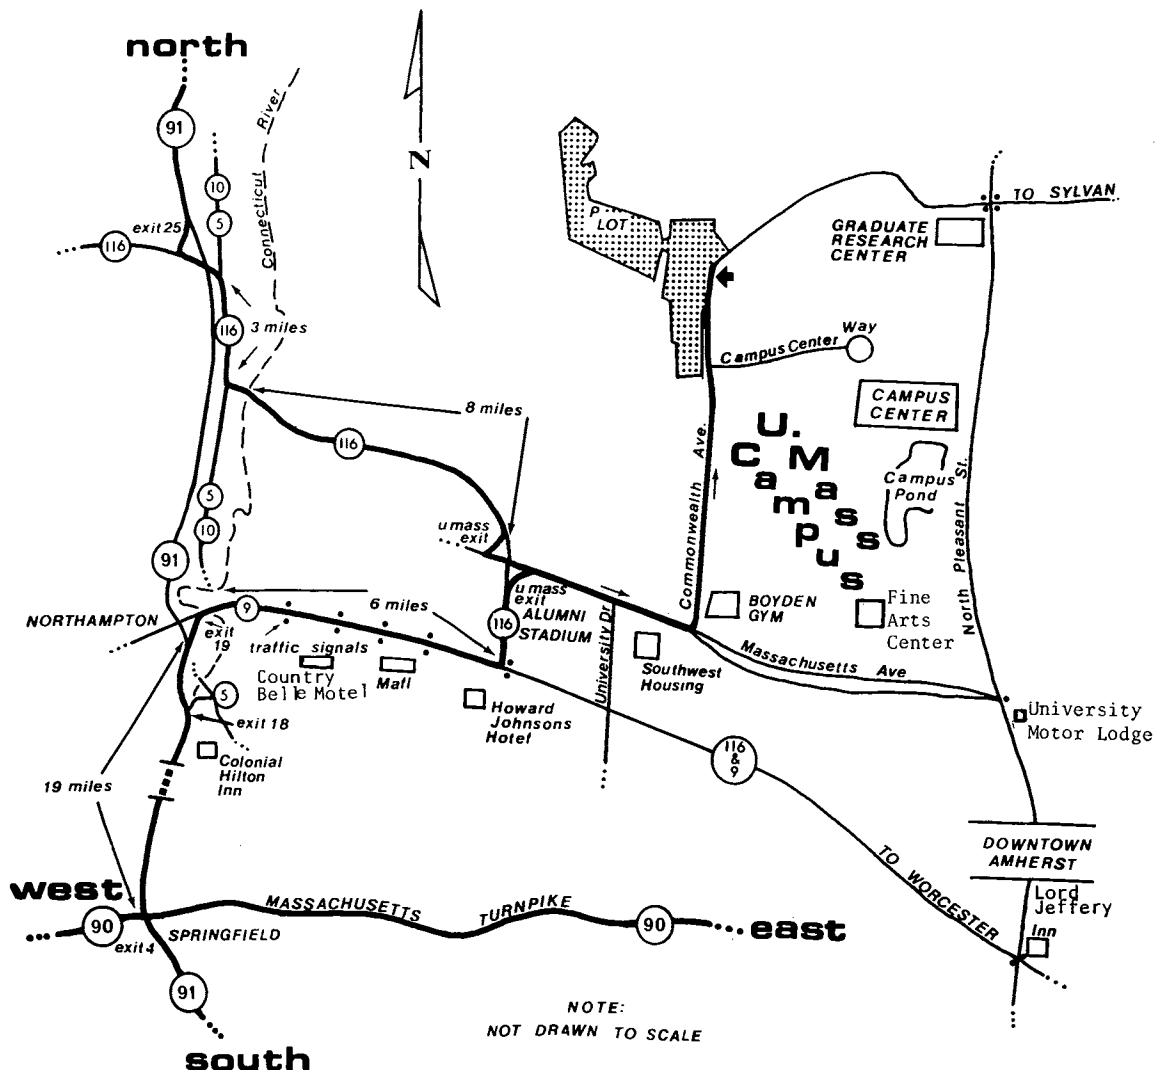 north
91
10
5
exit 25
116
Connecticut River
N
116
3 miles
8 miles
116
5
10
91
P
LOT
TO SYLVAN
GRADUATE
RESEARCH
CENTER
Campus Center Way
CAMPUS
CENTER
U. Mass
Campus
Campus
Pond
Commonwealth Ave.
North Pleasant St.
u mass
exit
u mass
exit
ALUMNI
STADIUM
116
6 miles
9
NORTHAMPTON
exit
19
traffic signals
Country
Belle Motel
Mall
Howard
Johnsons
Hotel
University Dr
Southwest
Housing
BOYDEN
GYM
Fine
Arts
Center
Massachusetts Ave
University
Motor Lodge
5
exit 18
Colonial
Hilton
Inn
19 miles
116
&
9
TO WORCESTER
DOWNTOWN
AMHERST
Lord
Jeffery
Inn
west
90
exit 4
SPRINGFIELD
MASSACHUSETTS TURNPIKE
90
east
91
south
NOTE:
NOT DRAWN TO SCALE